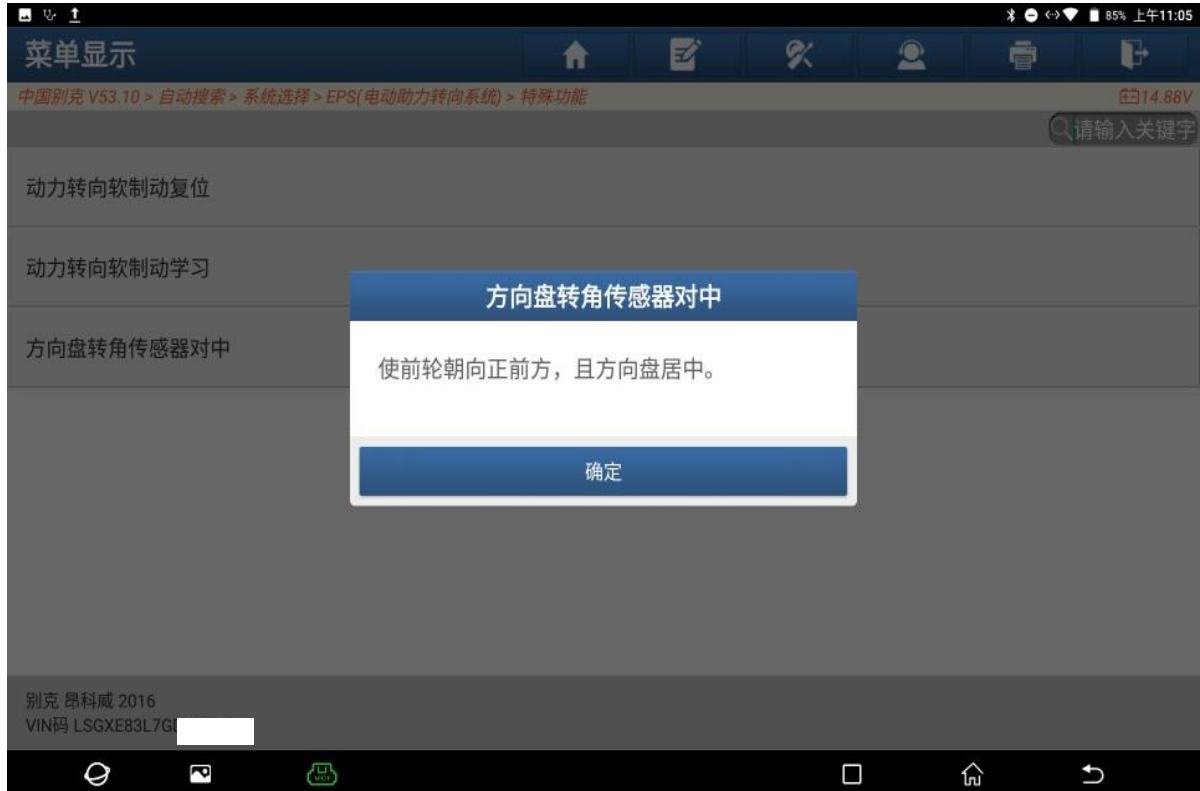 85% 上午11:05
菜单显示
中国别克 V53.10 > 自动搜索 > 系统选择 > EPS(电动助力转向系统) > 特殊功能
14.88V
请输入关键字
动力转向软制动复位
动力转向软制动学习
方向盘转角传感器对中
方向盘转角传感器对中
使前轮朝向正前方，且方向盘居中。
确定
别克 昂科威 2016
VIN码 LSGXE83L7G
VCI